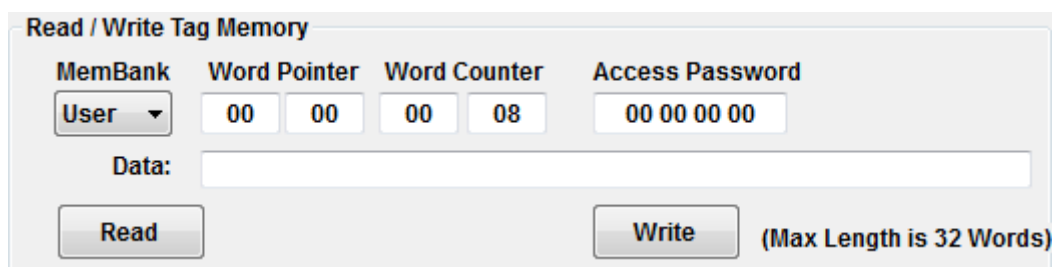 Read / Write Tag Memory
MemBank Word Pointer Word Counter Access Password
User 00 00 00 08 00 00 00 00
Data:
Read Write (Max Length is 32 Words)